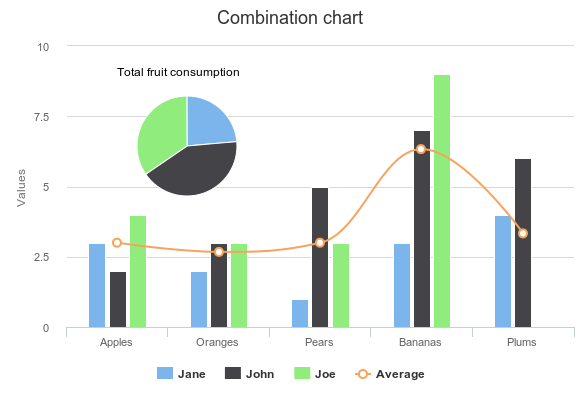 Combination chart
Total fruit consumption
Values
10
7.5
5
2.5
0
Apples Oranges Pears Bananas Plums
Jane John Joe Average